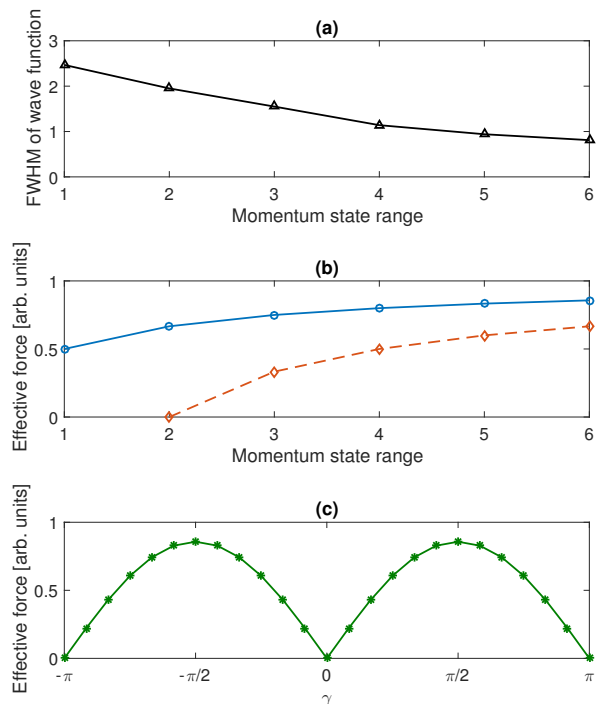 (a)
FWHM of wave function
3
2
1
0
1 2 3 4 5 6
Momentum state range
(b)
Effective force [arb. units]
1
0.5
0
1 2 3 4 5 6
Momentum state range
(c)
Effective force [arb. units]
1
0.5
0
-π -π/2 0 π/2 π
γ